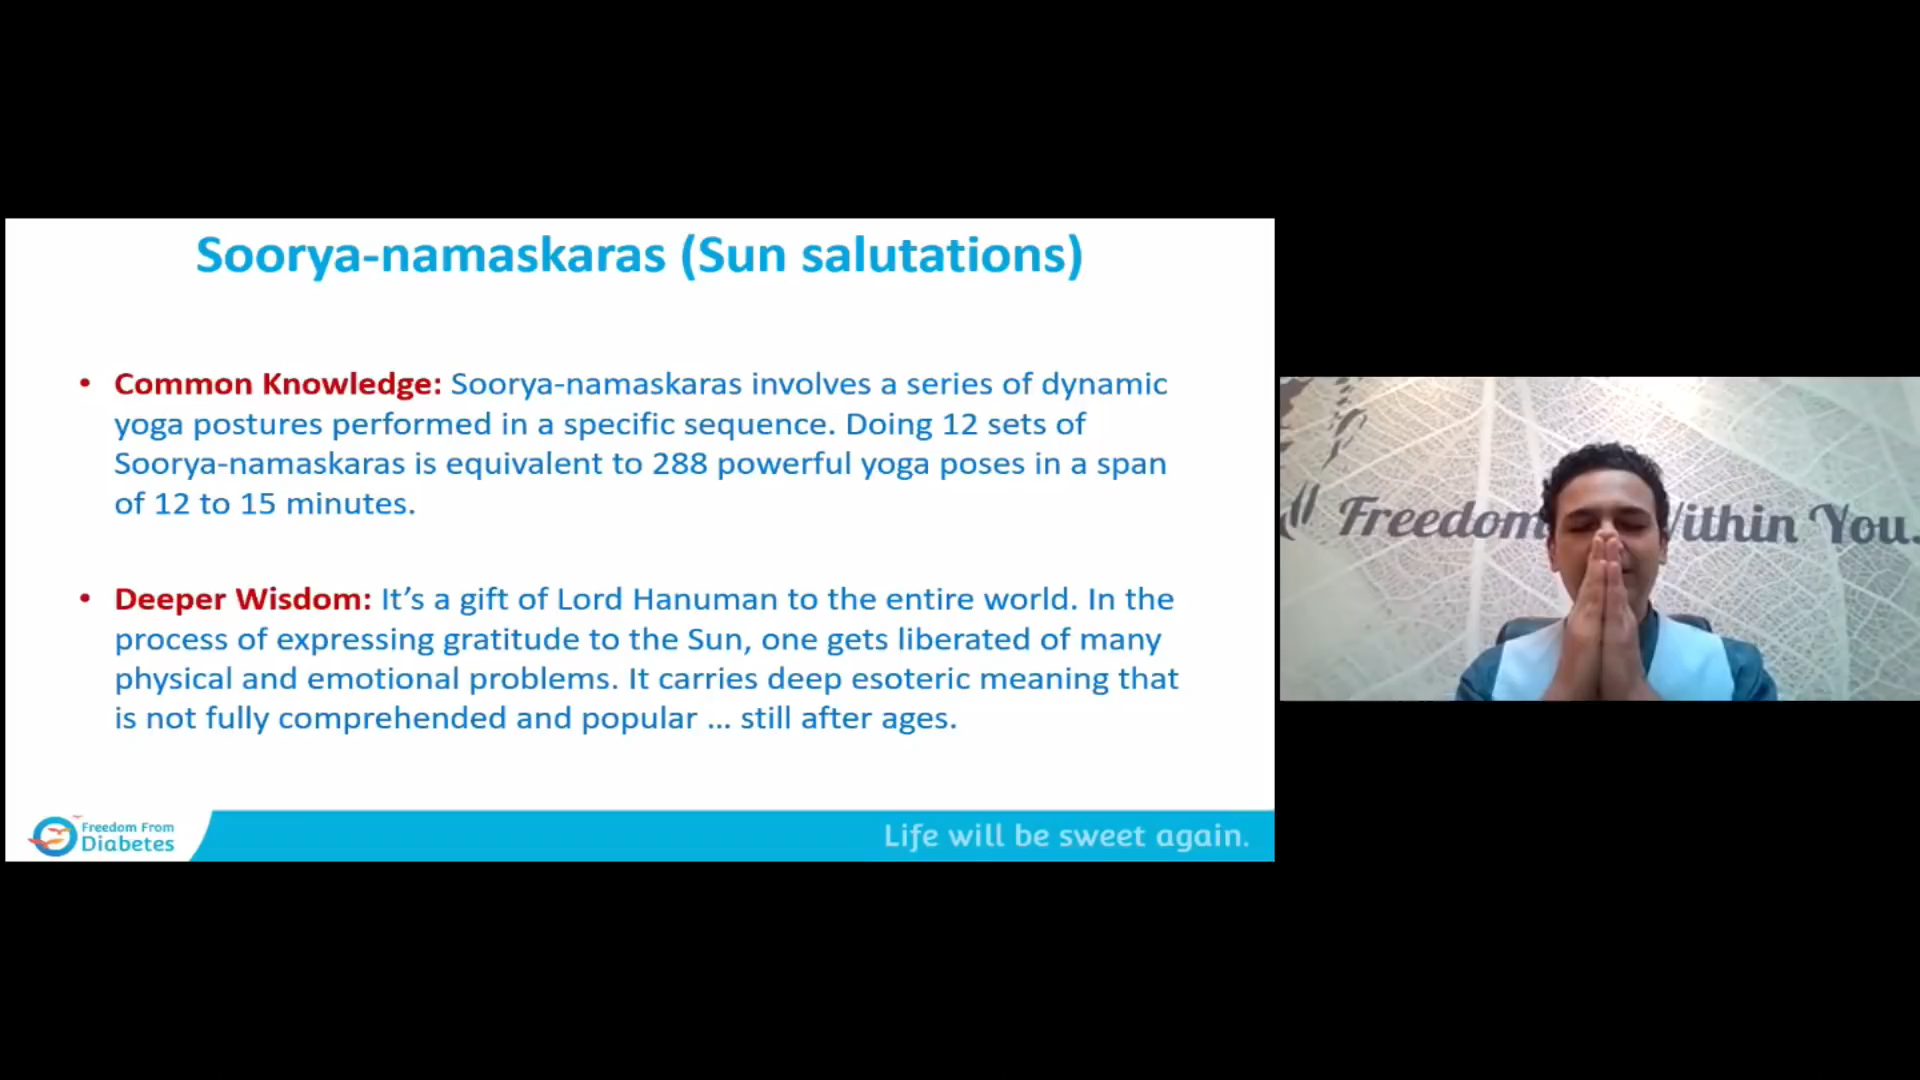 Soorya-namaskaras (Sun salutations)
• Common Knowledge: Soorya-namaskaras involves a series of dynamic
yoga postures performed in a specific sequence. Doing 12 sets of
Soorya-namaskaras is equivalent to 288 powerful yoga poses in a span
of 12 to 15 minutes.
• Deeper Wisdom: It’s a gift of Lord Hanuman to the entire world. In the
process of expressing gratitude to the Sun, one gets liberated of many
physical and emotional problems. It carries deep esoteric meaning that
is not fully comprehended and popular ... still after ages.
Freedom From
Diabetes
Life will be sweet again.
Freedom ithin You.